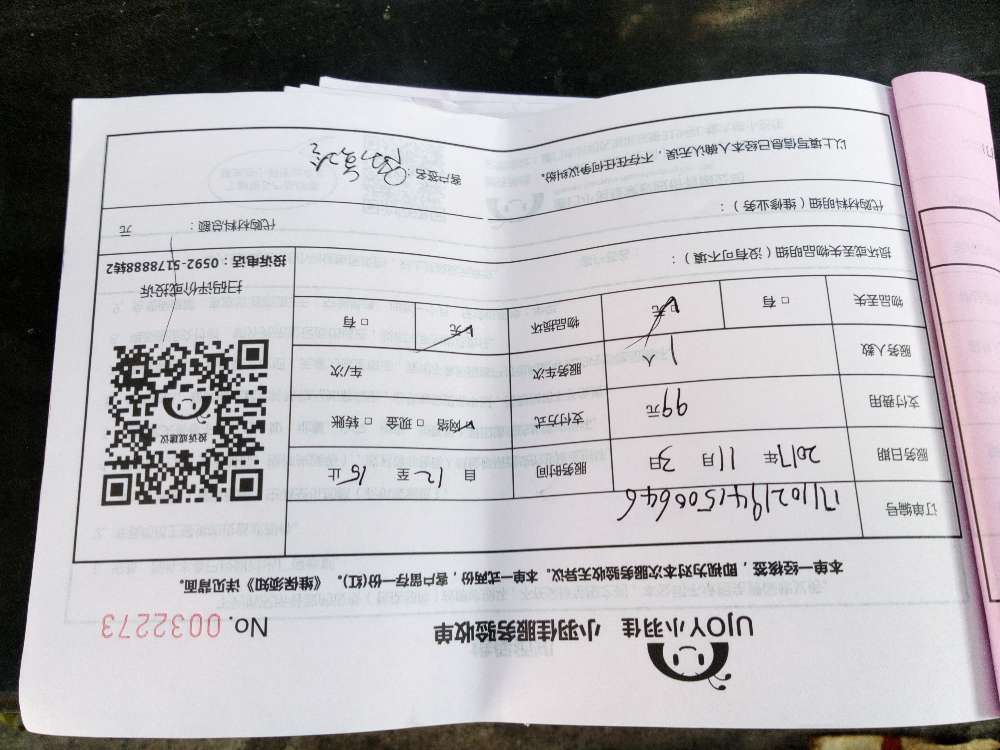 UJOY小羽佳 小羽佳服务验收单 No. 0032273
本单一经核签,即视为对本次服务验收无异议。本单一式两份,客户留存一份(红)。《维保须知》详见背面。
订单编号 171021941500646
服务日期 2017年 11月 3日 服务时间 自 12 至 15 止
支付费用 99元 支付方式 ☑网络 □现金 □转账
服务人数 1人 服务车次 车/次
物品丢失 □有 ☑无 物品损坏 ☑无 □有
投诉或建议
扫码评价或投诉
投诉电话:0592-5178888转2
损坏或丢失物品明细(没有可不填):
代购材料明细(维修业务): 代购材料总额: 元
以上填写信息已经本人确认无误,不存在任何争议纠纷。 客户签名: